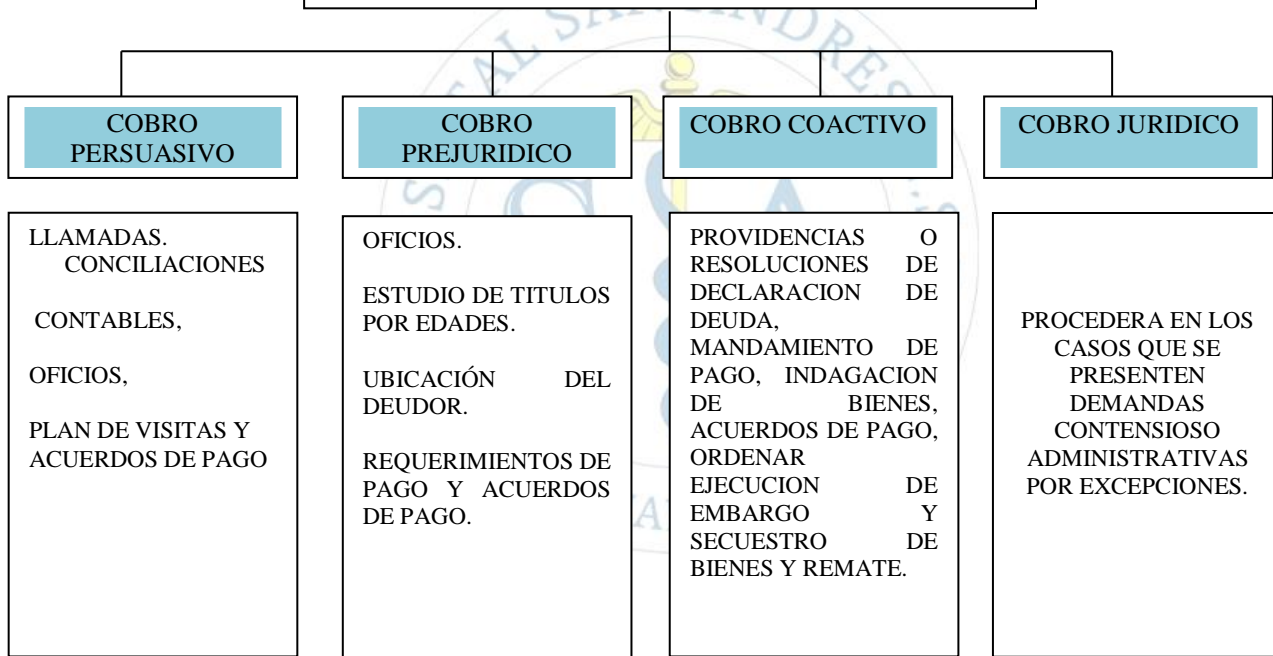 COBRO
PERSUASIVO
LLAMADAS.
CONCILIACIONES
CONTABLES,
OFICIOS,
PLAN DE VISITAS Y
ACUERDOS DE PAGO
COBRO
PREJURIDICO
OFICIOS.
ESTUDIO DE TITULOS
POR EDADES.
UBICACIÓN DEL
DEUDOR.
REQUERIMIENTOS DE
PAGO Y ACUERDOS
DE PAGO.
COBRO COACTIVO
PROVIDENCIAS O
RESOLUCIONES DE
DECLARACION DE
DEUDA,
MANDAMIENTO DE
PAGO, INDAGACION
DE BIENES,
ACUERDOS DE PAGO,
ORDENAR
EJECUCION DE
EMBARGO Y
SECUESTRO DE
BIENES Y REMATE.
COBRO JURIDICO
PROCEDERA EN LOS
CASOS QUE SE
PRESENTEN
DEMANDAS
CONTENSIOSO
ADMINISTRATIVAS
POR EXCEPCIONES.